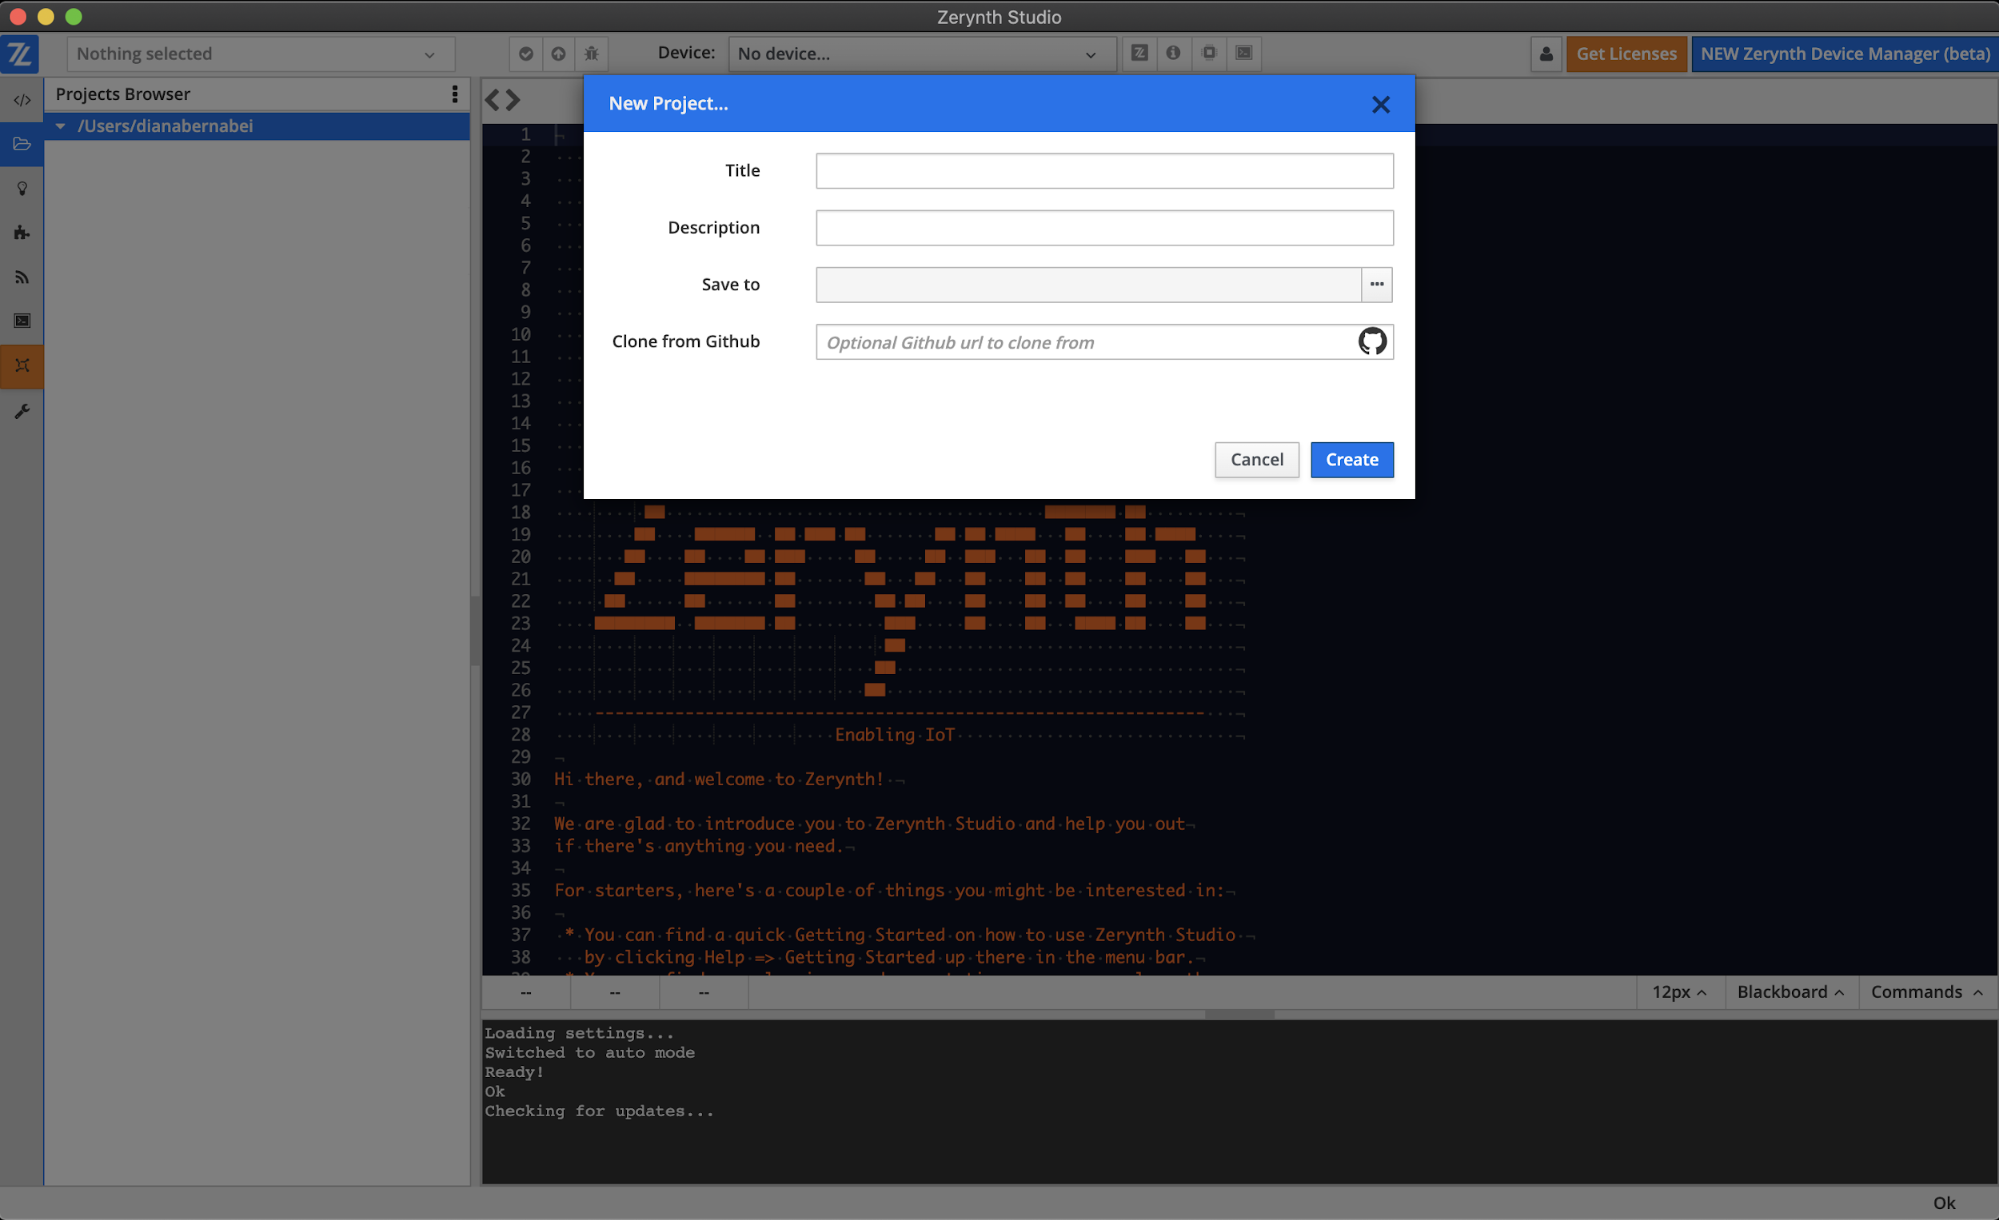 Zerynth Studio
Nothing selected
Device:
No device...
Get Licenses
NEW Zerynth Device Manager (beta)
Projects Browser
/Users/dianabernabei
New Project...
Title
Description
Save to
...
Clone from Github
Optional Github url to clone from
Cancel
Create
1
2
3
4
5
6
7
8
9
10
11
12
13
14
15
16
17
18
19
20
21
22
23
24
25
26
27
28 Enabling IoT
29
30 Hi there, and welcome to Zerynth!
31
32 We are glad to introduce you to Zerynth Studio and help you out
33 if there's anything you need.
34
35 For starters, here's a couple of things you might be interested in:
36
37 * You can find a quick Getting Started on how to use Zerynth Studio
38 by clicking Help => Getting Started up there in the menu bar.
-- -- --
12px
Blackboard
Commands
Loading settings...
Switched to auto mode
Ready!
Ok
Checking for updates...
Ok